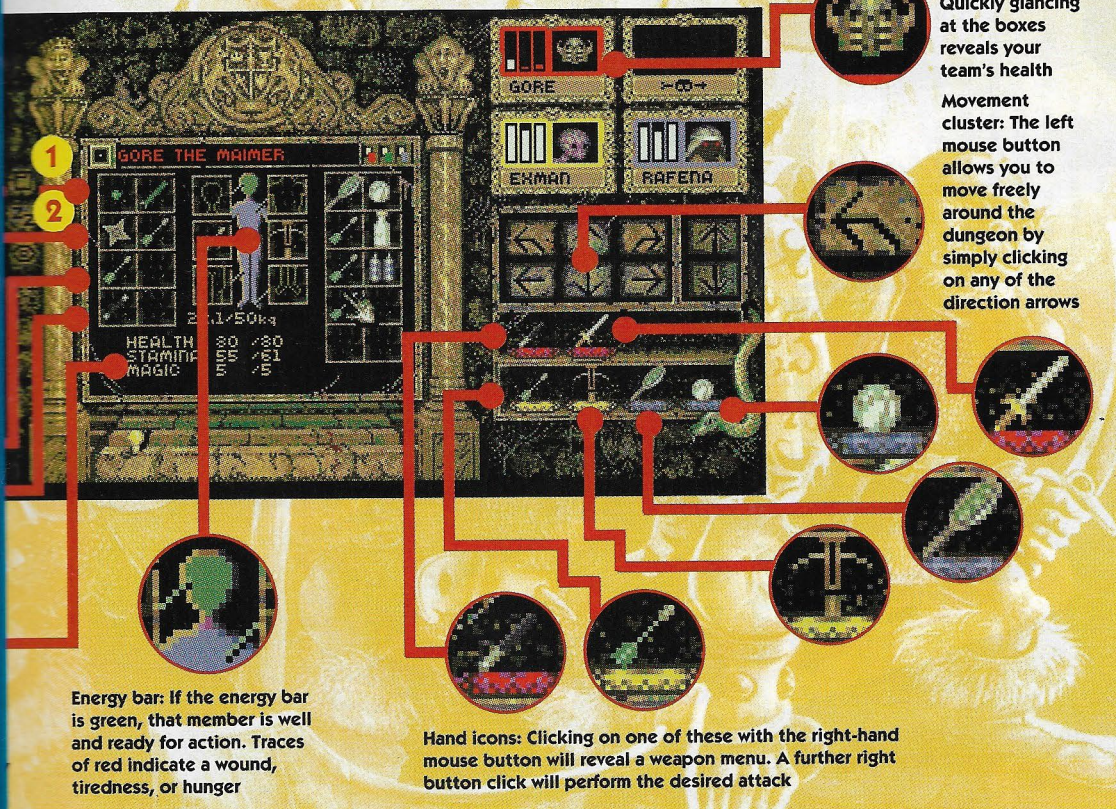 Quickly glancing
at the boxes
reveals your
team's health
Movement
cluster: The left
mouse button
allows you to
move freely
around the
dungeon by
simply clicking
on any of the
direction arrows
GORE
EXMAN
RAFENA
1
2
GORE THE MAIMER
HEALTH 80 /80
STAMINA 55 /61
MAGIC 5 /5
Energy bar: If the energy bar
is green, that member is well
and ready for action. Traces
of red indicate a wound,
tiredness, or hunger
Hand icons: Clicking on one of these with the right-hand
mouse button will reveal a weapon menu. A further right
button click will perform the desired attack